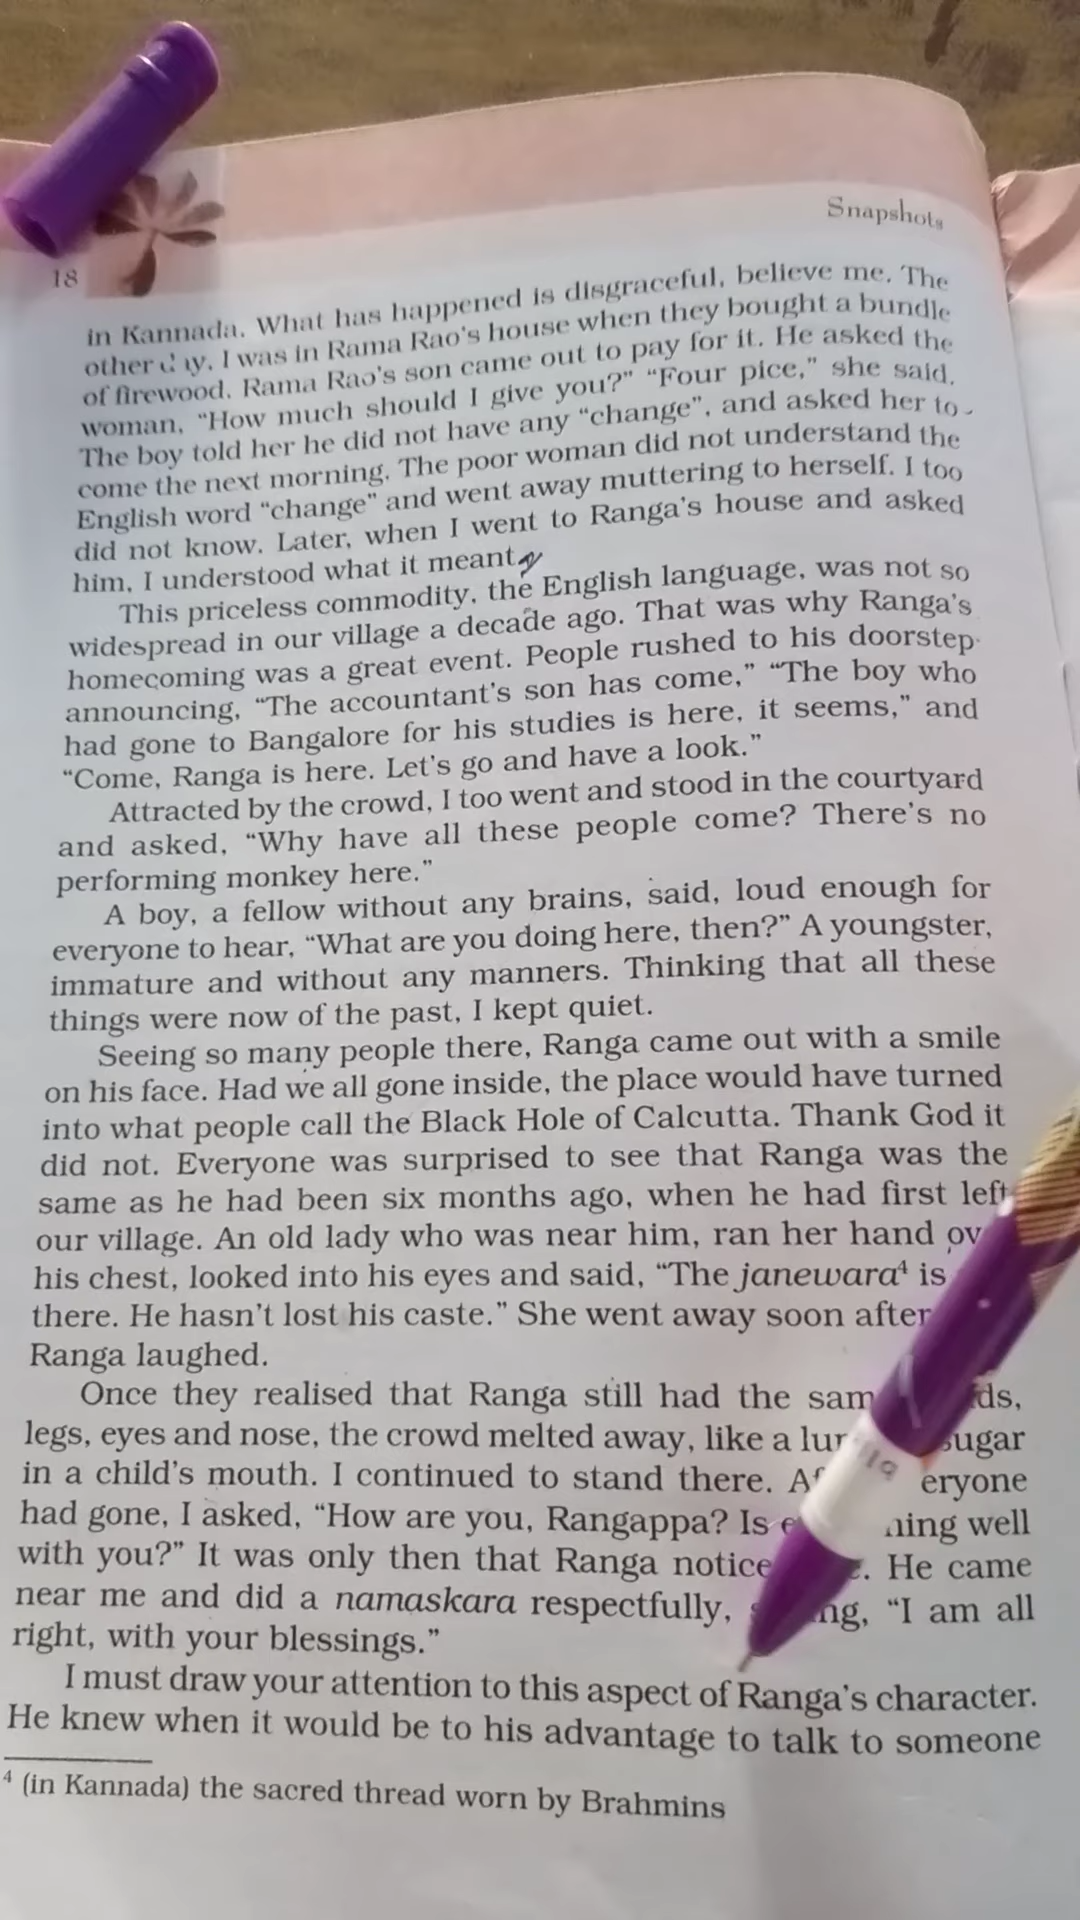 Snapshots
18
in Kannada. What has happened is disgraceful, believe me. The
other day, I was in Rama Rao's house when they bought a bundle
of firewood. Rama Rao's son came out to pay for it. He asked the
woman, “How much should I give you?” “Four pice,” she said.
The boy told her he did not have any “change”, and asked her to
come the next morning. The poor woman did not understand the
English word “change” and went away muttering to herself. I too
did not know. Later, when I went to Ranga's house and asked
him, I understood what it meant.
This priceless commodity, the English language, was not so
widespread in our village a decade ago. That was why Ranga's
homecoming was a great event. People rushed to his doorstep
announcing, “The accountant's son has come,” “The boy who
had gone to Bangalore for his studies is here, it seems,” and
“Come, Ranga is here. Let's go and have a look.”
Attracted by the crowd, I too went and stood in the courtyard
and asked, “Why have all these people come? There's no
performing monkey here.”
A boy, a fellow without any brains, said, loud enough for
everyone to hear, “What are you doing here, then?” A youngster,
immature and without any manners. Thinking that all these
things were now of the past, I kept quiet.
Seeing so many people there, Ranga came out with a smile
on his face. Had we all gone inside, the place would have turned
into what people call the Black Hole of Calcutta. Thank God it
did not. Everyone was surprised to see that Ranga was the
same as he had been six months ago, when he had first left
our village. An old lady who was near him, ran her hand
his chest, looked into his eyes and said, “The janewara⁴ is
there. He hasn't lost his caste.” She went away soon after
Ranga laughed.
Once they realised that Ranga still had the
legs, eyes and nose, the crowd melted away, like a sugar
in a child's mouth. I continued to stand there.
had gone, I asked, “How are you, Rangappa? Is well
with you?” It was only then that Ranga He came
near me and did a namaskara respectfully, “I am all
right, with your blessings.”
I must draw your attention to this aspect of Ranga's character.
He knew when it would be to his advantage to talk to someone
⁴ (in Kannada) the sacred thread worn by Brahmins